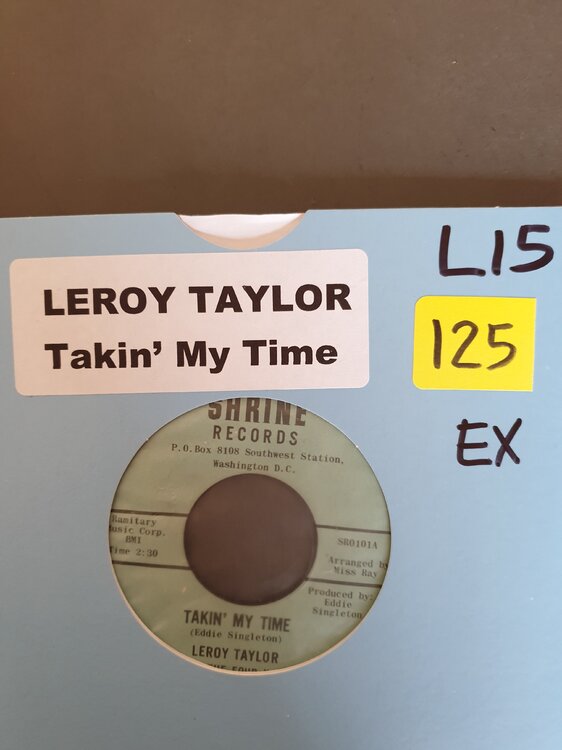 L15
LEROY TAYLOR
Takin' My Time
125
EX
SHRINE
RECORDS
P.O.Box 8108 Southwest Station,
Washington D.C.
Ramitary
Music Corp.
BMI
Time 2:30
SR0101A
Arranged by
Miss Ray
Produced by:
Eddie
Singleton
TAKIN' MY TIME
(Eddie Singleton)
LEROY TAYLOR